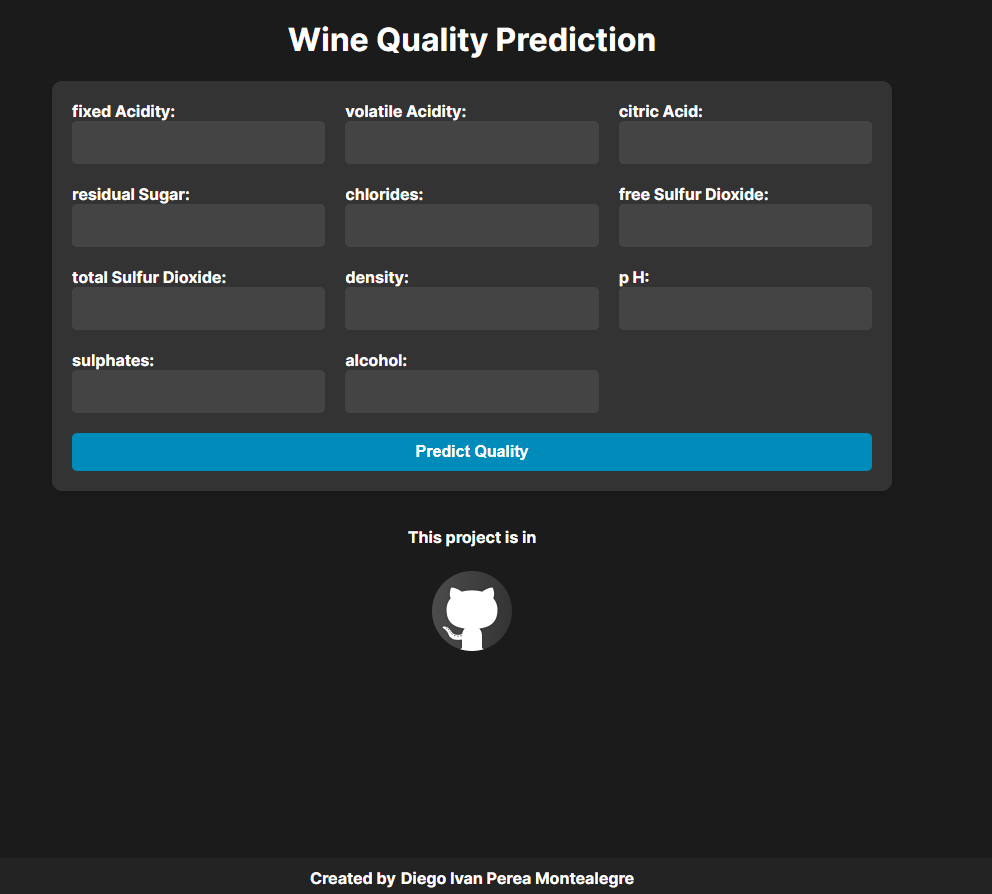 Wine Quality Prediction
fixed Acidity: volatile Acidity: citric Acid:
residual Sugar: chlorides: free Sulfur Dioxide:
total Sulfur Dioxide: density: p H:
sulphates: alcohol:
Predict Quality
This project is in
Created by Diego Ivan Perea Montealegre